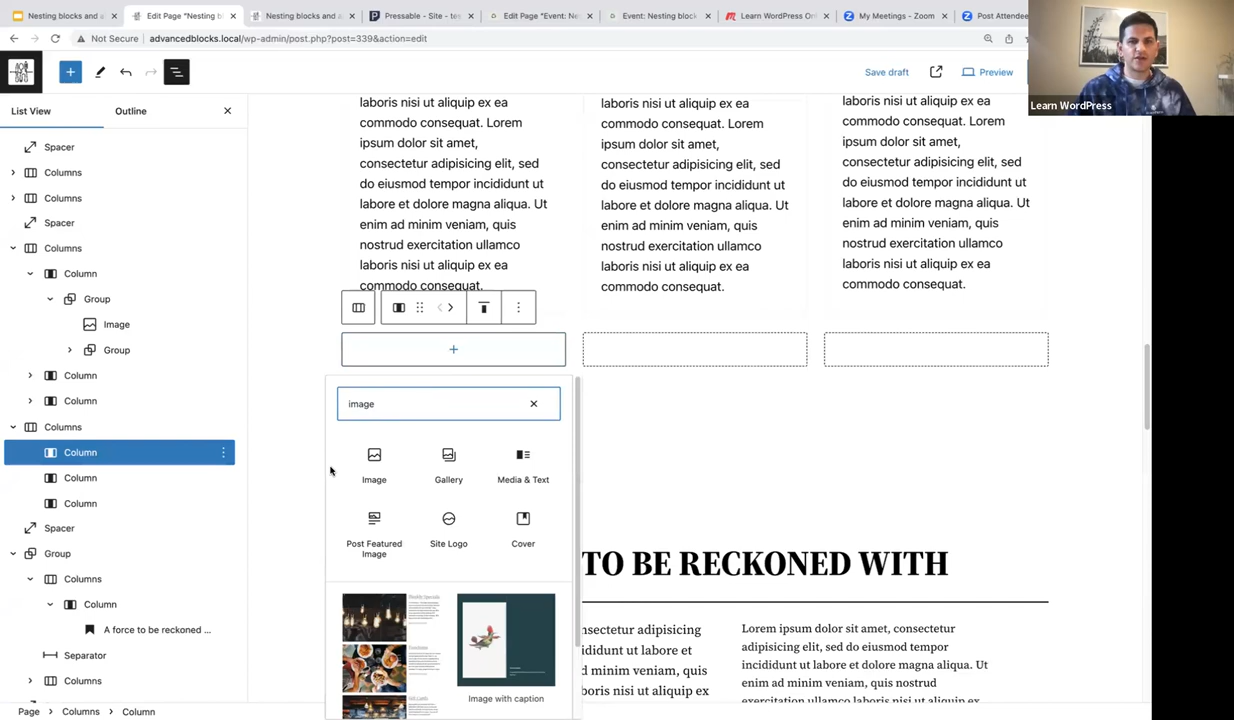 Nesting blocks and a
Edit Page "Nesting b
Nesting blocks and a
Pressable - Site - te
Edit Page "Event: Ne
Event: Nesting block
Learn WordPress On
My Meetings – Zoom
Post Attende
Not Secure
advancedblocks.local/wp-admin/post.php?post=339&action=edit
Save draft
Preview
Learn WordPress
List View
Outline
Spacer
Columns
Columns
Spacer
Columns
Column
Group
Image
Group
Column
Column
Columns
Column
Column
Column
Spacer
Group
Columns
Column
A force to be reckoned ...
Separator
Columns
Page
Columns
Column
laboris nisi ut aliquip ex ea
commodo consequat. Lorem
ipsum dolor sit amet,
consectetur adipisicing elit, sed
do eiusmod tempor incididunt ut
labore et dolore magna aliqua. Ut
enim ad minim veniam, quis
nostrud exercitation ullamco
laboris nisi ut aliquip ex ea
commodo consequat.
laboris nisi ut aliquip ex ea
commodo consequat. Lorem
ipsum dolor sit amet,
consectetur adipisicing elit, sed
do eiusmod tempor incididunt ut
labore et dolore magna aliqua. Ut
enim ad minim veniam, quis
nostrud exercitation ullamco
laboris nisi ut aliquip ex ea
commodo consequat.
laboris nisi ut aliquip ex ea
commodo consequat. Lorem
ipsum dolor sit amet,
consectetur adipisicing elit, sed
do eiusmod tempor incididunt ut
labore et dolore magna aliqua. Ut
enim ad minim veniam, quis
nostrud exercitation ullamco
laboris nisi ut aliquip ex ea
commodo consequat.
image
Image
Gallery
Media & Text
Post Featured
Image
Site Logo
Cover
Image with caption
TO BE RECKONED WITH
nsectetur adipisicing
incididunt ut labore et
d minim veniam, quis
boris nisi ut aliquip ex
Lorem ipsum dolor sit amet, consectetur
adipisicing elit, sed do eiusmod tempor
incididunt ut labore et dolore magna aliqua.
Ut enim ad minim veniam, quis nostrud
exercitation ullamco laboris nisi ut aliquip ex ea